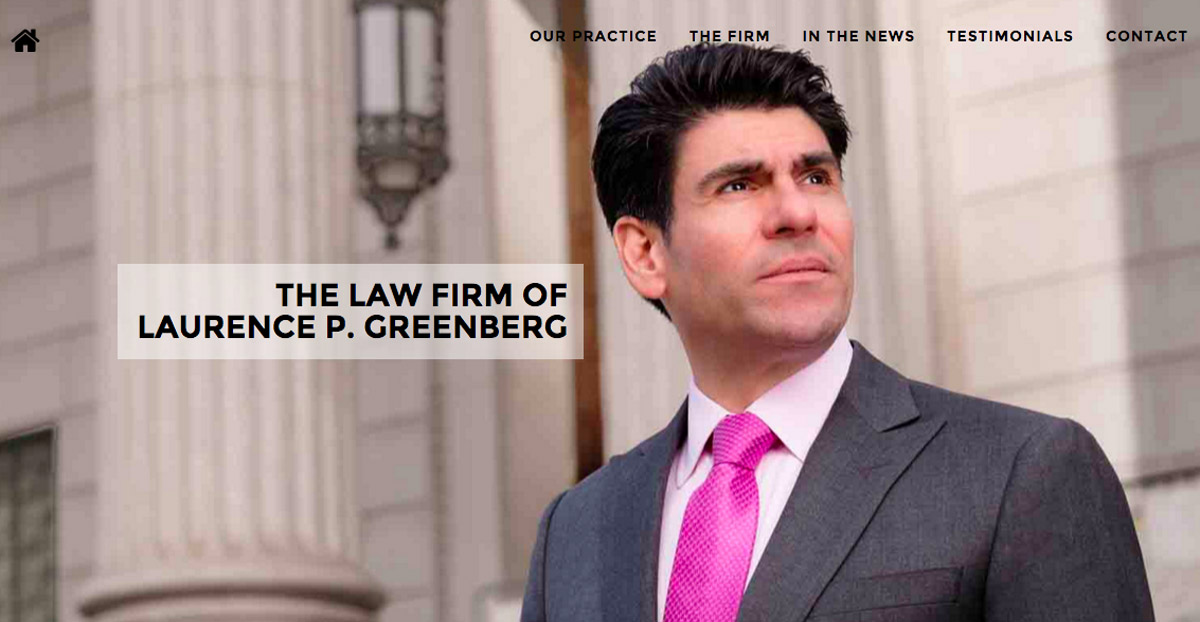 OUR PRACTICE THE FIRM IN THE NEWS TESTIMONIALS CONTACT
THE LAW FIRM OF
LAURENCE P. GREENBERG